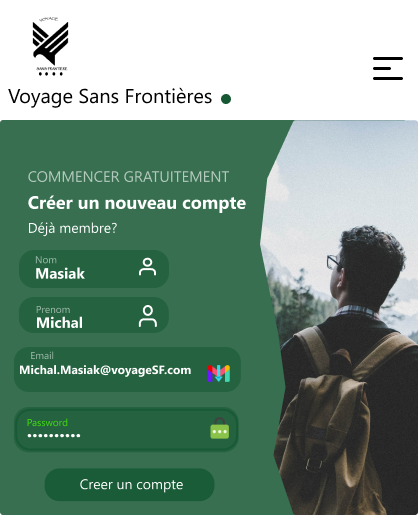 VOYAGE
SANS FRONTIERE
Voyage Sans Frontières
COMMENCER GRATUITEMENT
Créer un nouveau compte
Déjà membre?
Nom
Masiak
Prenom
Michal
Email
Michal.Masiak@voyageSF.com
Password
Creer un compte